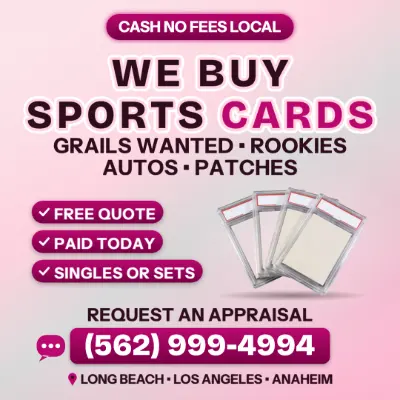 CASH NO FEES LOCAL
WE BUY
SPORTS CARDS
GRAILS WANTED ▪ ROOKIES
AUTOS ▪ PATCHES
✓ FREE QUOTE
✓ PAID TODAY
✓ SINGLES OR SETS
REQUEST AN APPRAISAL
(562) 999-4994
LONG BEACH ▪ LOS ANGELES ▪ ANAHEIM